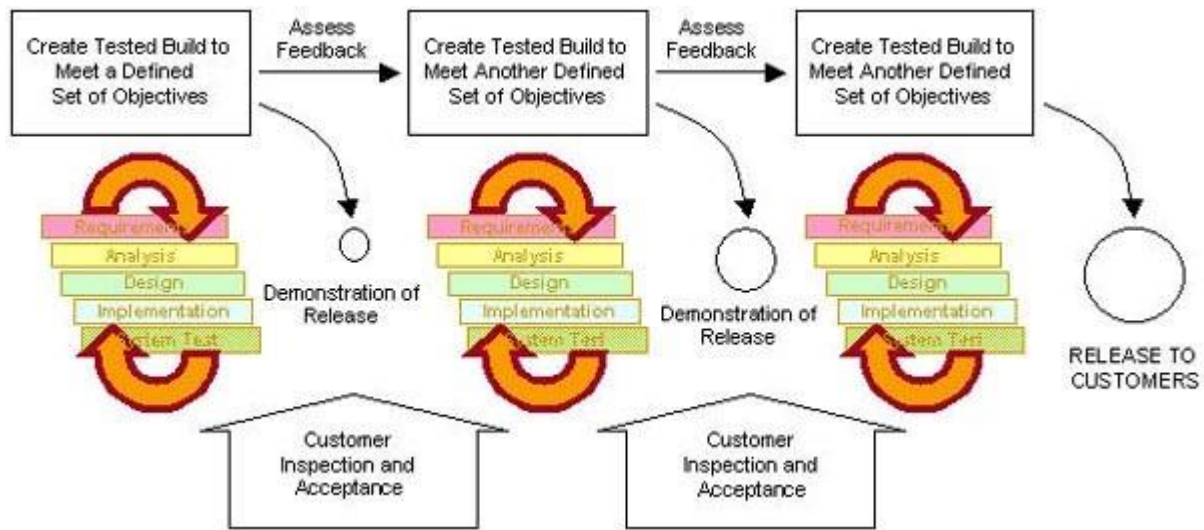 Create Tested Build to
Meet a Defined
Set of Objectives
Assess
Feedback
Create Tested Build to
Meet Another Defined
Set of Objectives
Assess
Feedback
Create Tested Build to
Meet Another Defined
Set of Objectives
Requirements
Analysis
Design
Implementation
System Test
Demonstration of
Release
Requirements
Analysis
Design
Implementation
System Test
Demonstration of
Release
Requirements
Analysis
Design
Implementation
System Test
RELEASE TO
CUSTOMERS
Customer
Inspection and
Acceptance
Customer
Inspection and
Acceptance